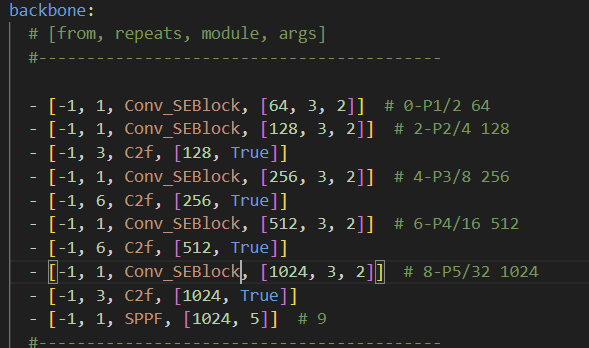 backbone:
# [from, repeats, module, args]
#------------------------------------------
- [-1, 1, Conv_SEBlock, [64, 3, 2]]  # 0-P1/2 64
- [-1, 1, Conv_SEBlock, [128, 3, 2]]  # 2-P2/4 128
- [-1, 3, C2f, [128, True]]
- [-1, 1, Conv_SEBlock, [256, 3, 2]]  # 4-P3/8 256
- [-1, 6, C2f, [256, True]]
- [-1, 1, Conv_SEBlock, [512, 3, 2]]  # 6-P4/16 512
- [-1, 6, C2f, [512, True]]
- [-1, 1, Conv_SEBlock, [1024, 3, 2]]  # 8-P5/32 1024
- [-1, 3, C2f, [1024, True]]
- [-1, 1, SPPF, [1024, 5]]  # 9
#------------------------------------------